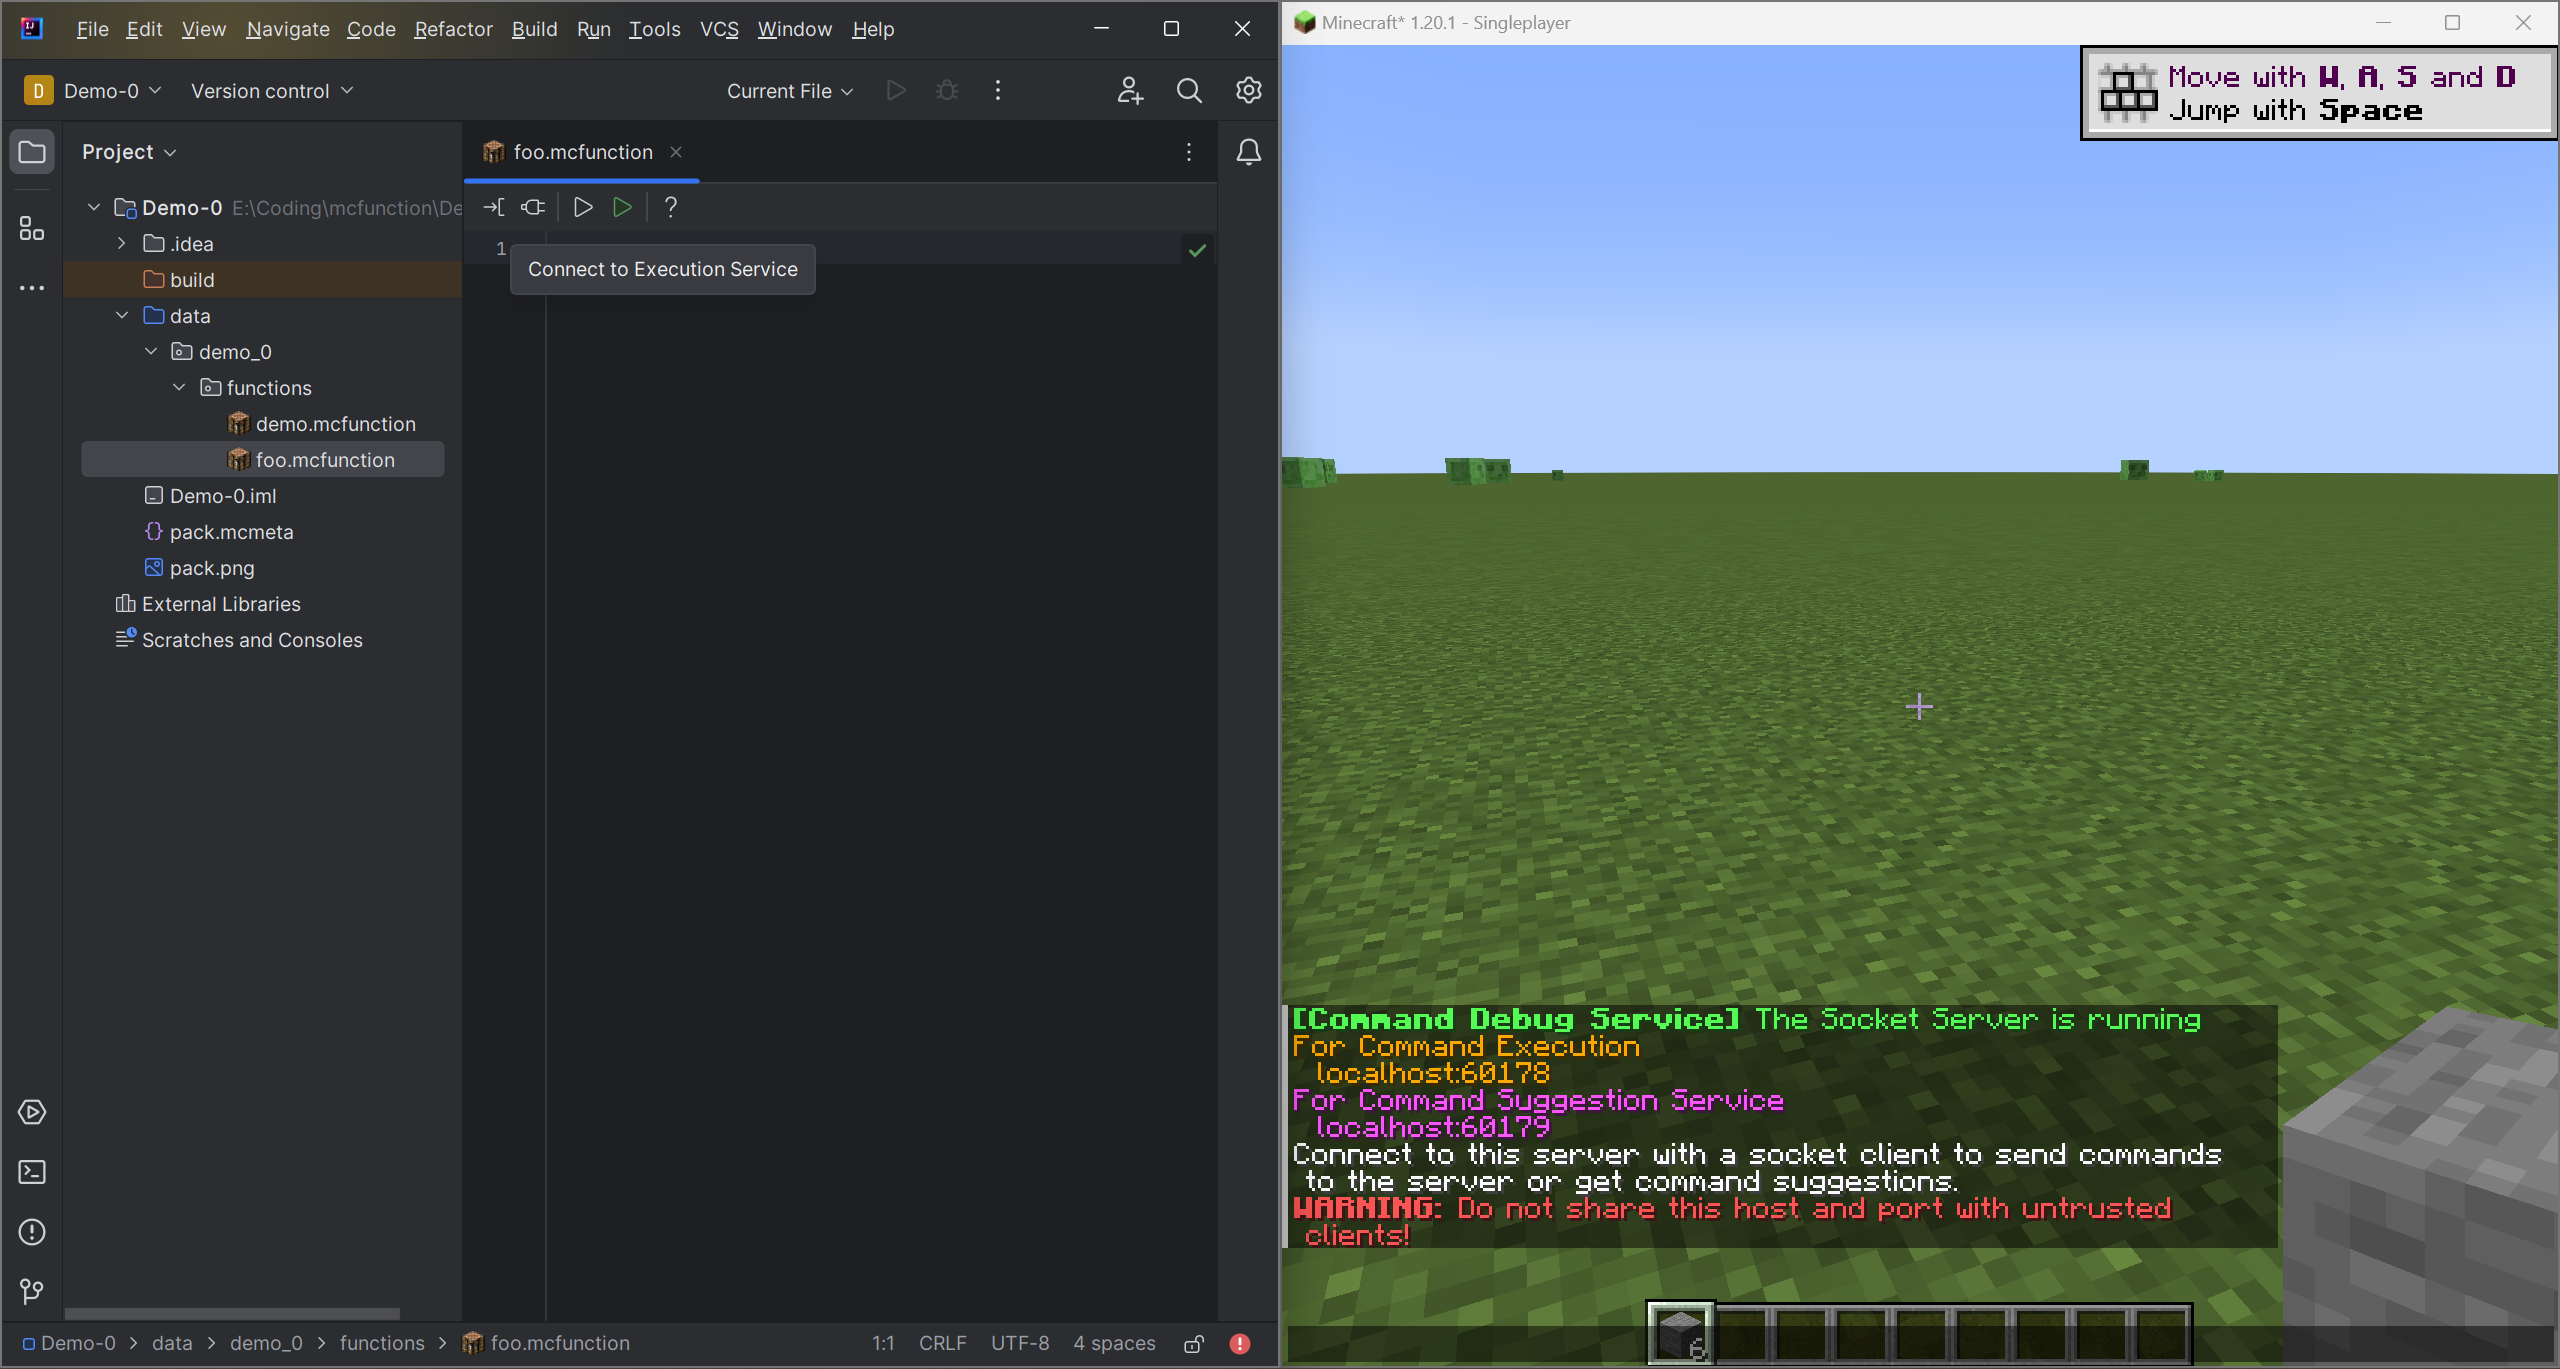 File Edit View Navigate Code Refactor Build Run Tools VCS Window Help
D Demo-0 Version control Current File
Project
foo.mcfunction
Demo-0 E:\Coding\mcfunction\De
.idea
build
data
demo_0
functions
demo.mcfunction
foo.mcfunction
Demo-0.iml
pack.mcmeta
pack.png
External Libraries
Scratches and Consoles
?
1
Connect to Execution Service
Demo-0 > data > demo_0 > functions > foo.mcfunction 1:1 CRLF UTF-8 4 spaces
Minecraft* 1.20.1 - Singleplayer
Move with W, A, S and D
Jump with Space
[Command Debug Service] The Socket Server is running
For Command Execution
localhost:60178
For Command Suggestion Service
localhost:60179
Connect to this server with a socket client to send commands
to the server or get command suggestions.
WARNING: Do not share this host and port with untrusted
clients!